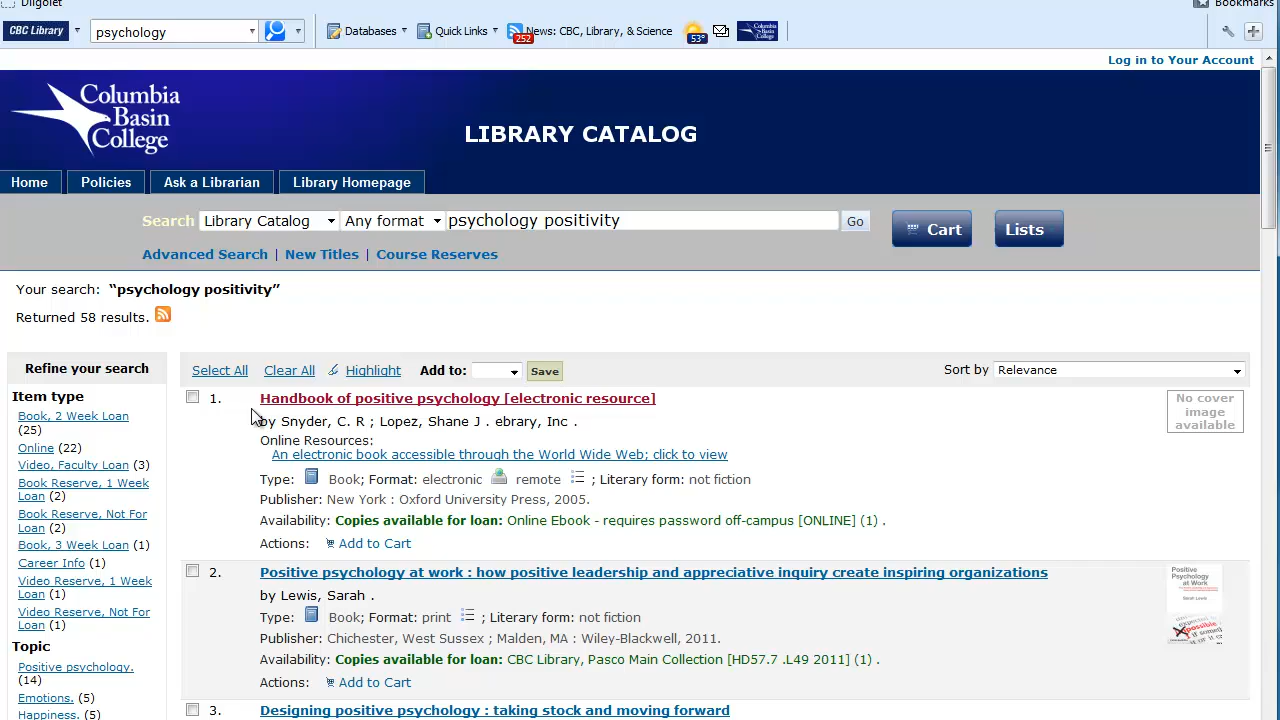 Diigolet
Bookmarks
CBC Library psychology Databases Quick Links 252 News: CBC, Library, & Science 53° Columbia Basin College
Log in to Your Account
Columbia
Basin
College
LIBRARY CATALOG
Home Policies Ask a Librarian Library Homepage
Search Library Catalog Any format psychology positivity Go Cart Lists
Advanced Search | New Titles | Course Reserves
Your search: “psychology positivity”
Returned 58 results.
Refine your search
Item type
Book, 2 Week Loan
(25)
Online (22)
Video, Faculty Loan (3)
Book Reserve, 1 Week
Loan (2)
Book Reserve, Not For
Loan (2)
Book, 3 Week Loan (1)
Career Info (1)
Video Reserve, 1 Week
Loan (1)
Video Reserve, Not For
Loan (1)
Topic
Positive psychology.
(14)
Emotions. (5)
Happiness. (5)
Select All Clear All Highlight Add to: Save Sort by Relevance
1. Handbook of positive psychology [electronic resource]
by Snyder, C. R ; Lopez, Shane J . ebrary, Inc .
Online Resources:
An electronic book accessible through the World Wide Web; click to view
Type: Book; Format: electronic remote ; Literary form: not fiction
Publisher: New York : Oxford University Press, 2005.
Availability: Copies available for loan: Online Ebook - requires password off-campus [ONLINE] (1) .
Actions: Add to Cart
No cover
image
available
2. Positive psychology at work : how positive leadership and appreciative inquiry create inspiring organizations
by Lewis, Sarah .
Type: Book; Format: print ; Literary form: not fiction
Publisher: Chichester, West Sussex ; Malden, MA : Wiley-Blackwell, 2011.
Availability: Copies available for loan: CBC Library, Pasco Main Collection [HD57.7 .L49 2011] (1) .
Actions: Add to Cart
Positive
Psychology
at Work
Sarah Lewis
3. Designing positive psychology : taking stock and moving forward